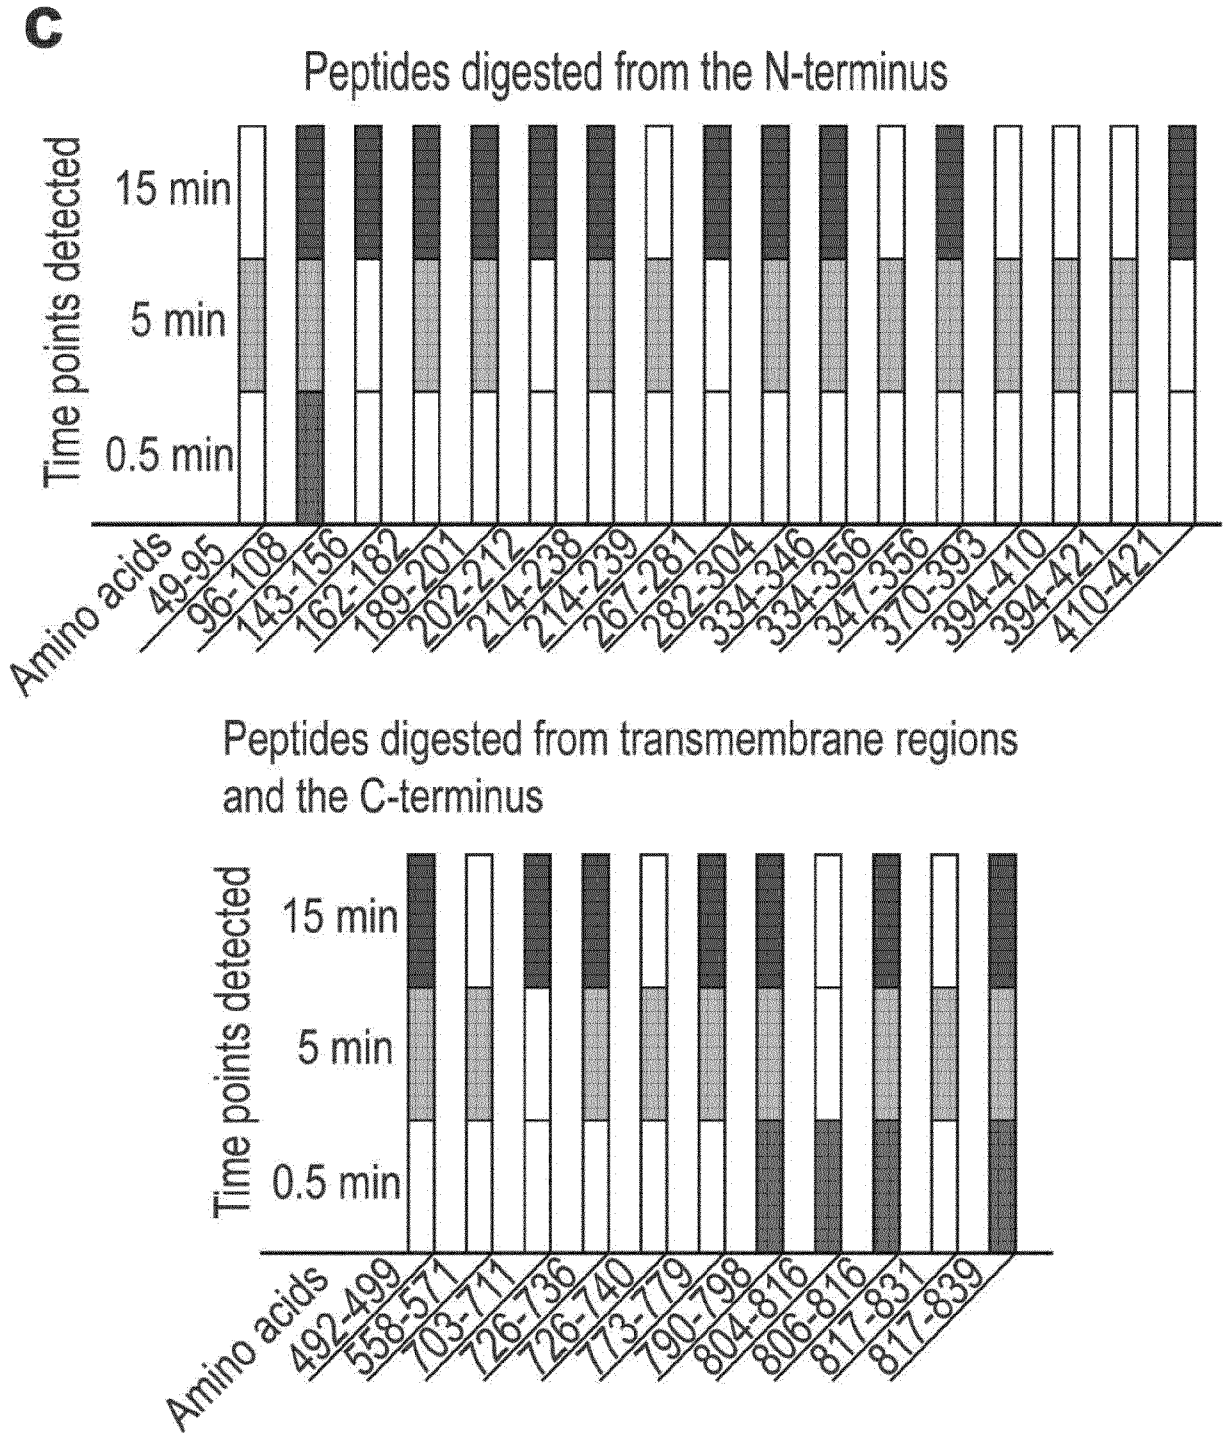 c
Peptides digested from the N-terminus
Time points detected
15 min
5 min
0.5 min
Amino acids
49-95
96-108
143-156
162-182
189-201
202-212
214-238
214-239
267-281
282-304
334-346
334-356
347-356
370-393
394-410
394-421
410-421
Peptides digested from transmembrane regions
and the C-terminus
Time points detected
15 min
5 min
0.5 min
Amino acids
492-499
558-571
703-711
726-736
726-740
773-779
790-798
804-816
806-816
817-831
817-839